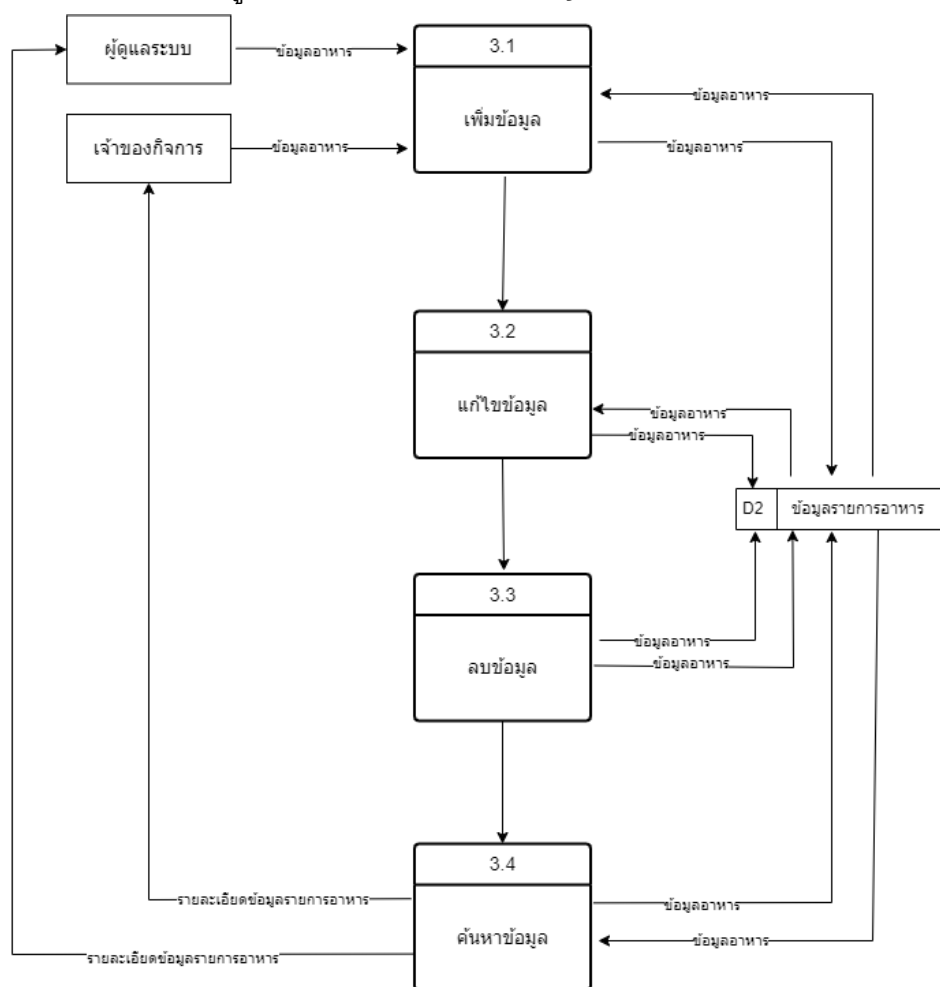 ผู้ดูแลระบบ
ข้อมูลอาหาร
3.1
เพิ่มข้อมูล
ข้อมูลอาหาร
เจ้าของกิจการ
ข้อมูลอาหาร
ข้อมูลอาหาร
3.2
แก้ไขข้อมูล
ข้อมูลอาหาร
ข้อมูลอาหาร
D2
ข้อมูลรายการอาหาร
3.3
ลบข้อมูล
ข้อมูลอาหาร
ข้อมูลอาหาร
3.4
ค้นหาข้อมูล
รายละเอียดข้อมูลรายการอาหาร
ข้อมูลอาหาร
รายละเอียดข้อมูลรายการอาหาร
ข้อมูลอาหาร